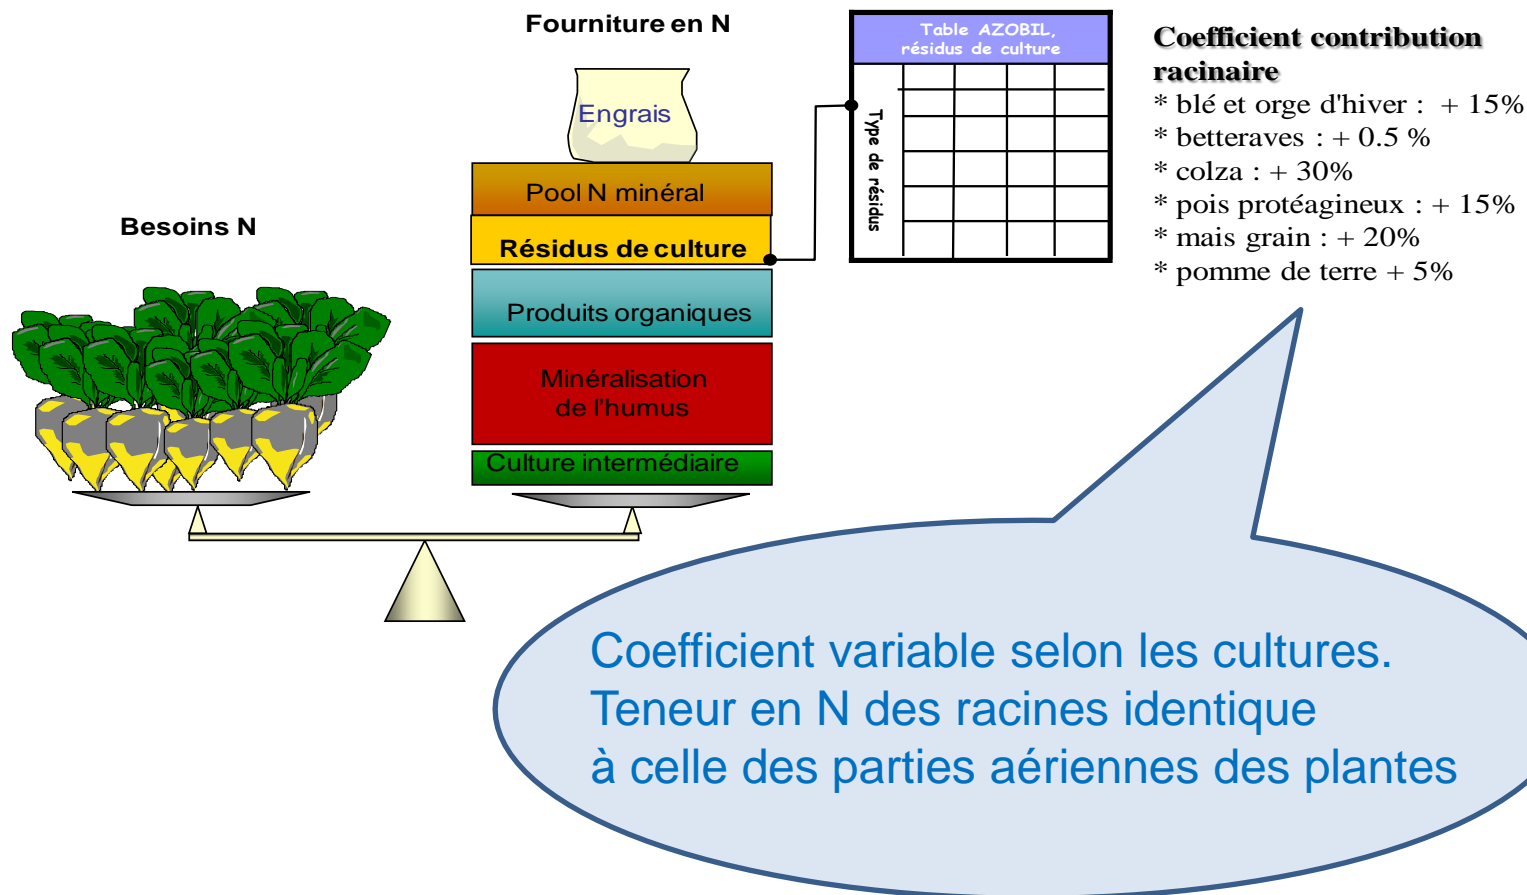 Fourniture en N
Engrais
Pool N minéral
Résidus de culture
Produits organiques
Minéralisation
de l'humus
Culture intermédiaire
Besoins N
Table AZOBIL,
résidus de culture
Type de résidus
Coefficient contribution
racinaire
* blé et orge d'hiver : + 15%
* betteraves : + 0.5 %
* colza : + 30%
* pois protéagineux : + 15%
* mais grain : + 20%
* pomme de terre + 5%
Coefficient variable selon les cultures.
Teneur en N des racines identique
à celle des parties aériennes des plantes